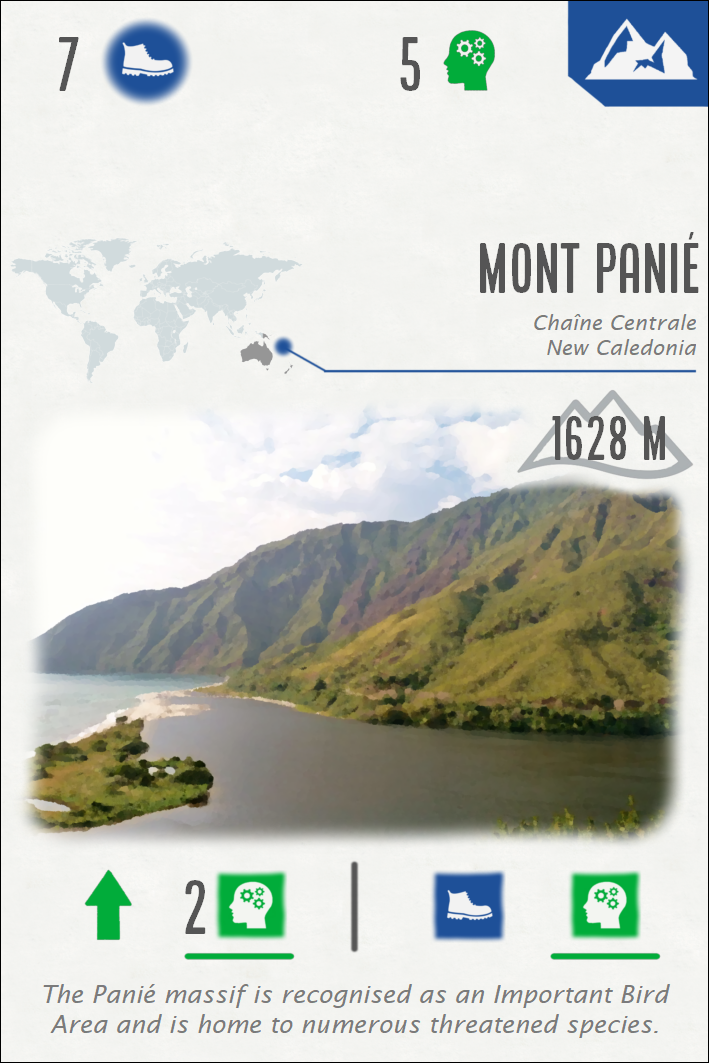 7
5
MONT PANIÉ
Chaîne Centrale
New Caledonia
1628 M
2
The Panié massif is recognised as an Important Bird
Area and is home to numerous threatened species.